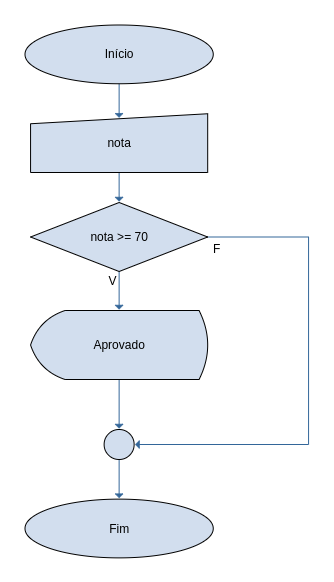 Início
nota
nota >= 70
F
V
Aprovado
Fim